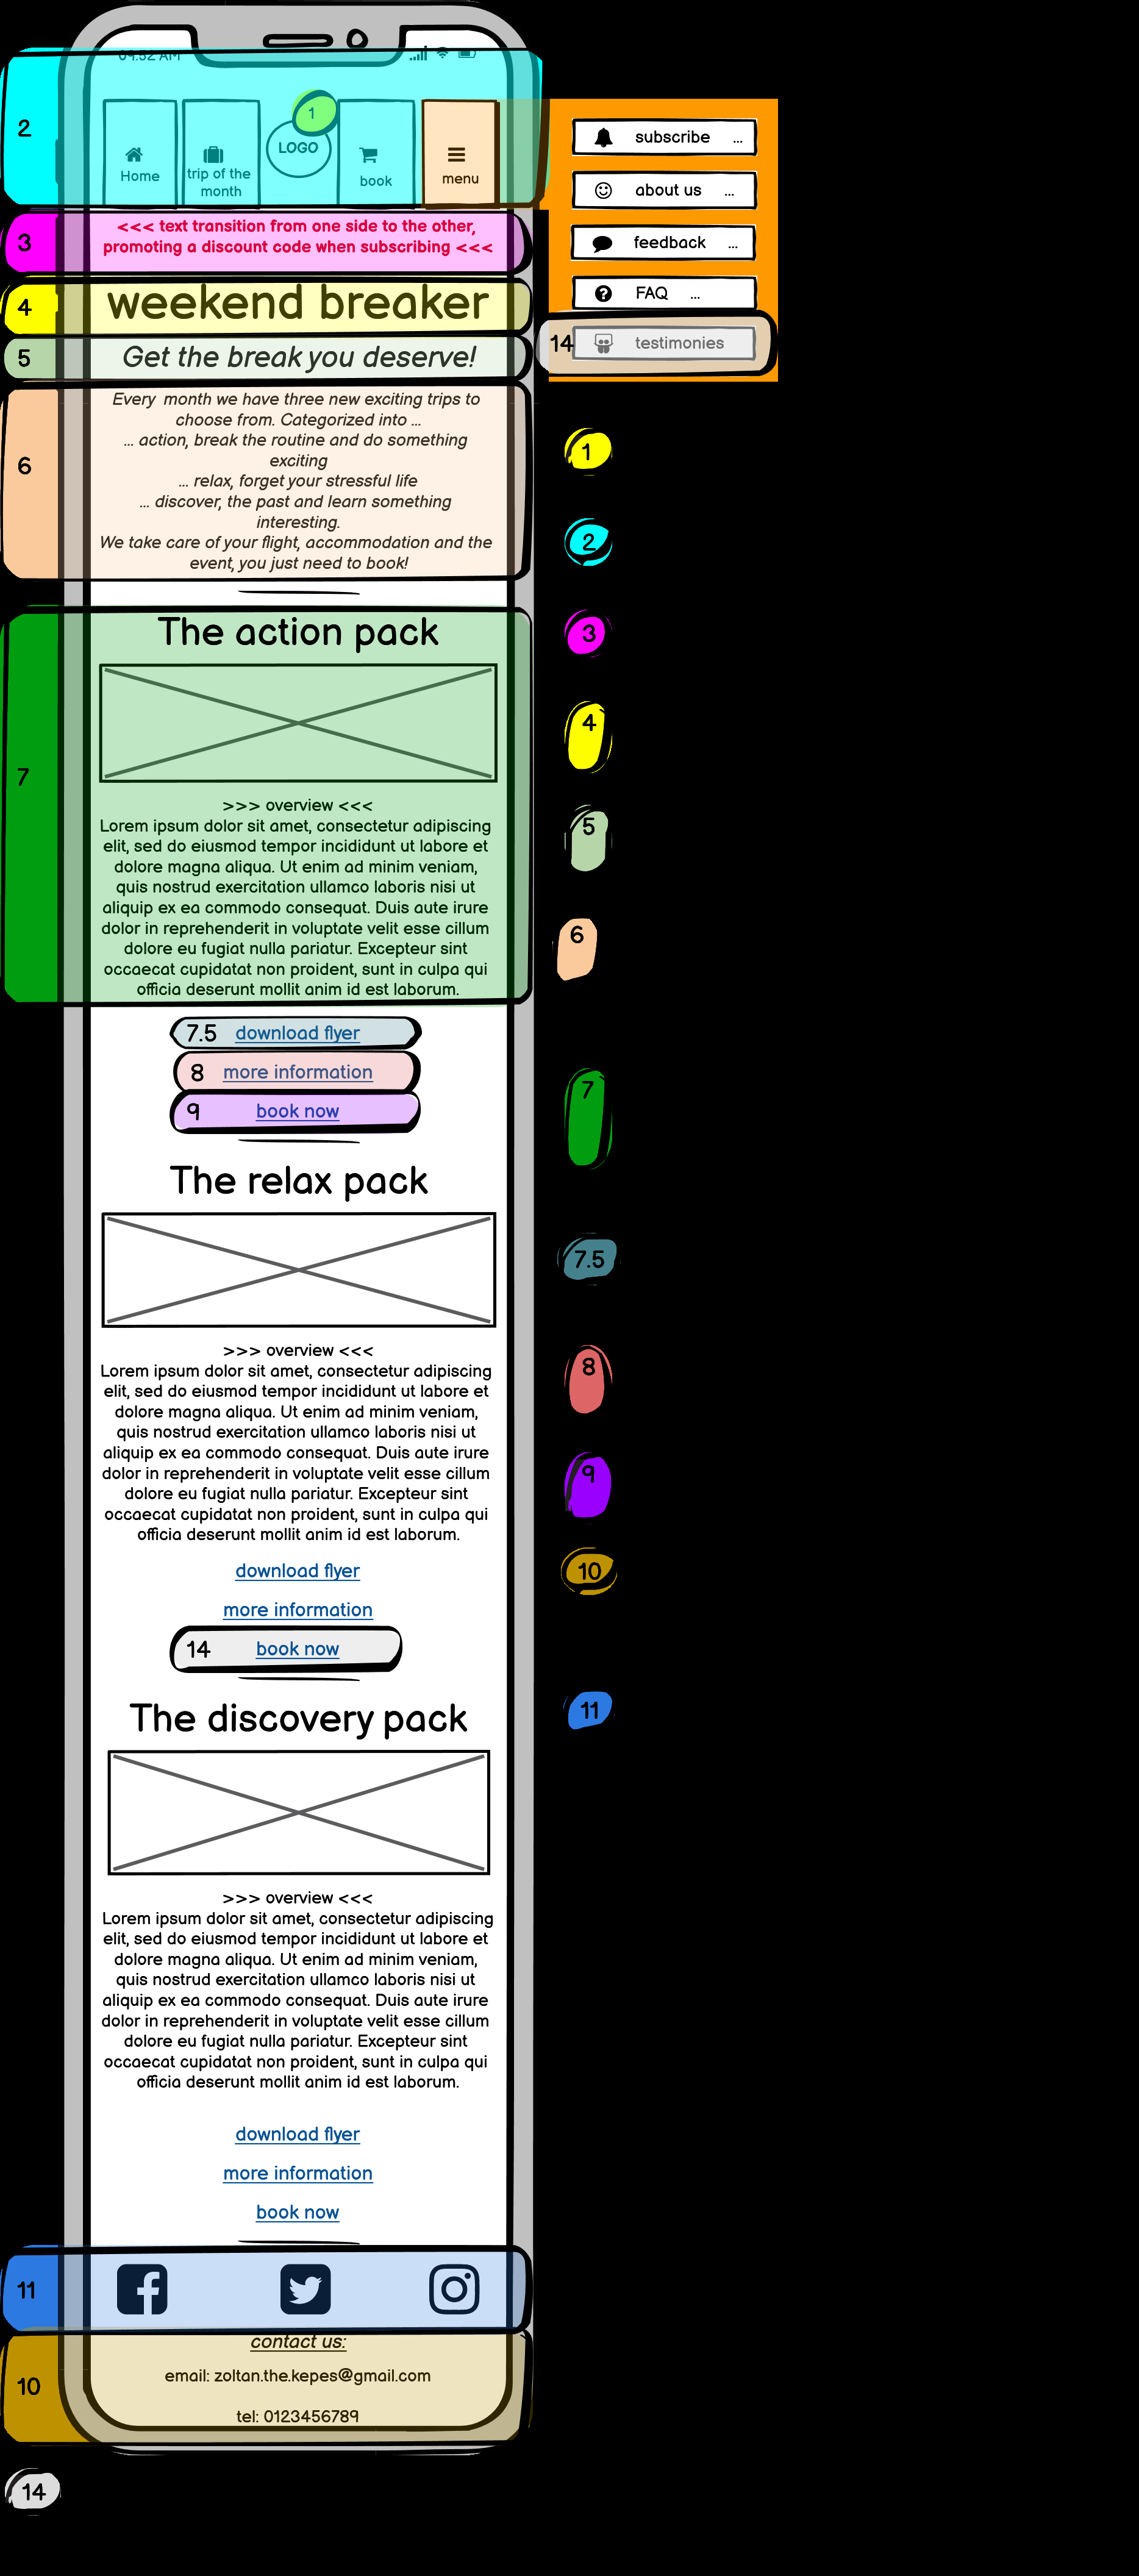 09:52 AM
2
1
LOGO
Home
trip of the
month
book
menu
subscribe ...
about us ...
feedback ...
FAQ ...
14 testimonies
3
<<< text transition from one side to the other,
promoting a discount code when subscribing <<<
4
weekend breaker
5
Get the break you deserve!
6
Every month we have three new exciting trips to
choose from. Categorized into ...
... action, break the routine and do something
exciting
... relax, forget your stressful life
... discover, the past and learn something
interesting.
We take care of your flight, accommodation and the
event, you just need to book!
7
The action pack
>>> overview <<<
Lorem ipsum dolor sit amet, consectetur adipiscing
elit, sed do eiusmod tempor incididunt ut labore et
dolore magna aliqua. Ut enim ad minim veniam,
quis nostrud exercitation ullamco laboris nisi ut
aliquip ex ea commodo consequat. Duis aute irure
dolor in reprehenderit in voluptate velit esse cillum
dolore eu fugiat nulla pariatur. Excepteur sint
occaecat cupidatat non proident, sunt in culpa qui
officia deserunt mollit anim id est laborum.
7.5 download flyer
8 more information
9 book now
The relax pack
>>> overview <<<
Lorem ipsum dolor sit amet, consectetur adipiscing
elit, sed do eiusmod tempor incididunt ut labore et
dolore magna aliqua. Ut enim ad minim veniam,
quis nostrud exercitation ullamco laboris nisi ut
aliquip ex ea commodo consequat. Duis aute irure
dolor in reprehenderit in voluptate velit esse cillum
dolore eu fugiat nulla pariatur. Excepteur sint
occaecat cupidatat non proident, sunt in culpa qui
officia deserunt mollit anim id est laborum.
download flyer
more information
14 book now
The discovery pack
>>> overview <<<
Lorem ipsum dolor sit amet, consectetur adipiscing
elit, sed do eiusmod tempor incididunt ut labore et
dolore magna aliqua. Ut enim ad minim veniam,
quis nostrud exercitation ullamco laboris nisi ut
aliquip ex ea commodo consequat. Duis aute irure
dolor in reprehenderit in voluptate velit esse cillum
dolore eu fugiat nulla pariatur. Excepteur sint
occaecat cupidatat non proident, sunt in culpa qui
officia deserunt mollit anim id est laborum.
download flyer
more information
book now
11
contact us:
10
email: zoltan.the.kepes@gmail.com
tel: 0123456789
14
1
2
3
4
5
6
7
7.5
8
9
10
11